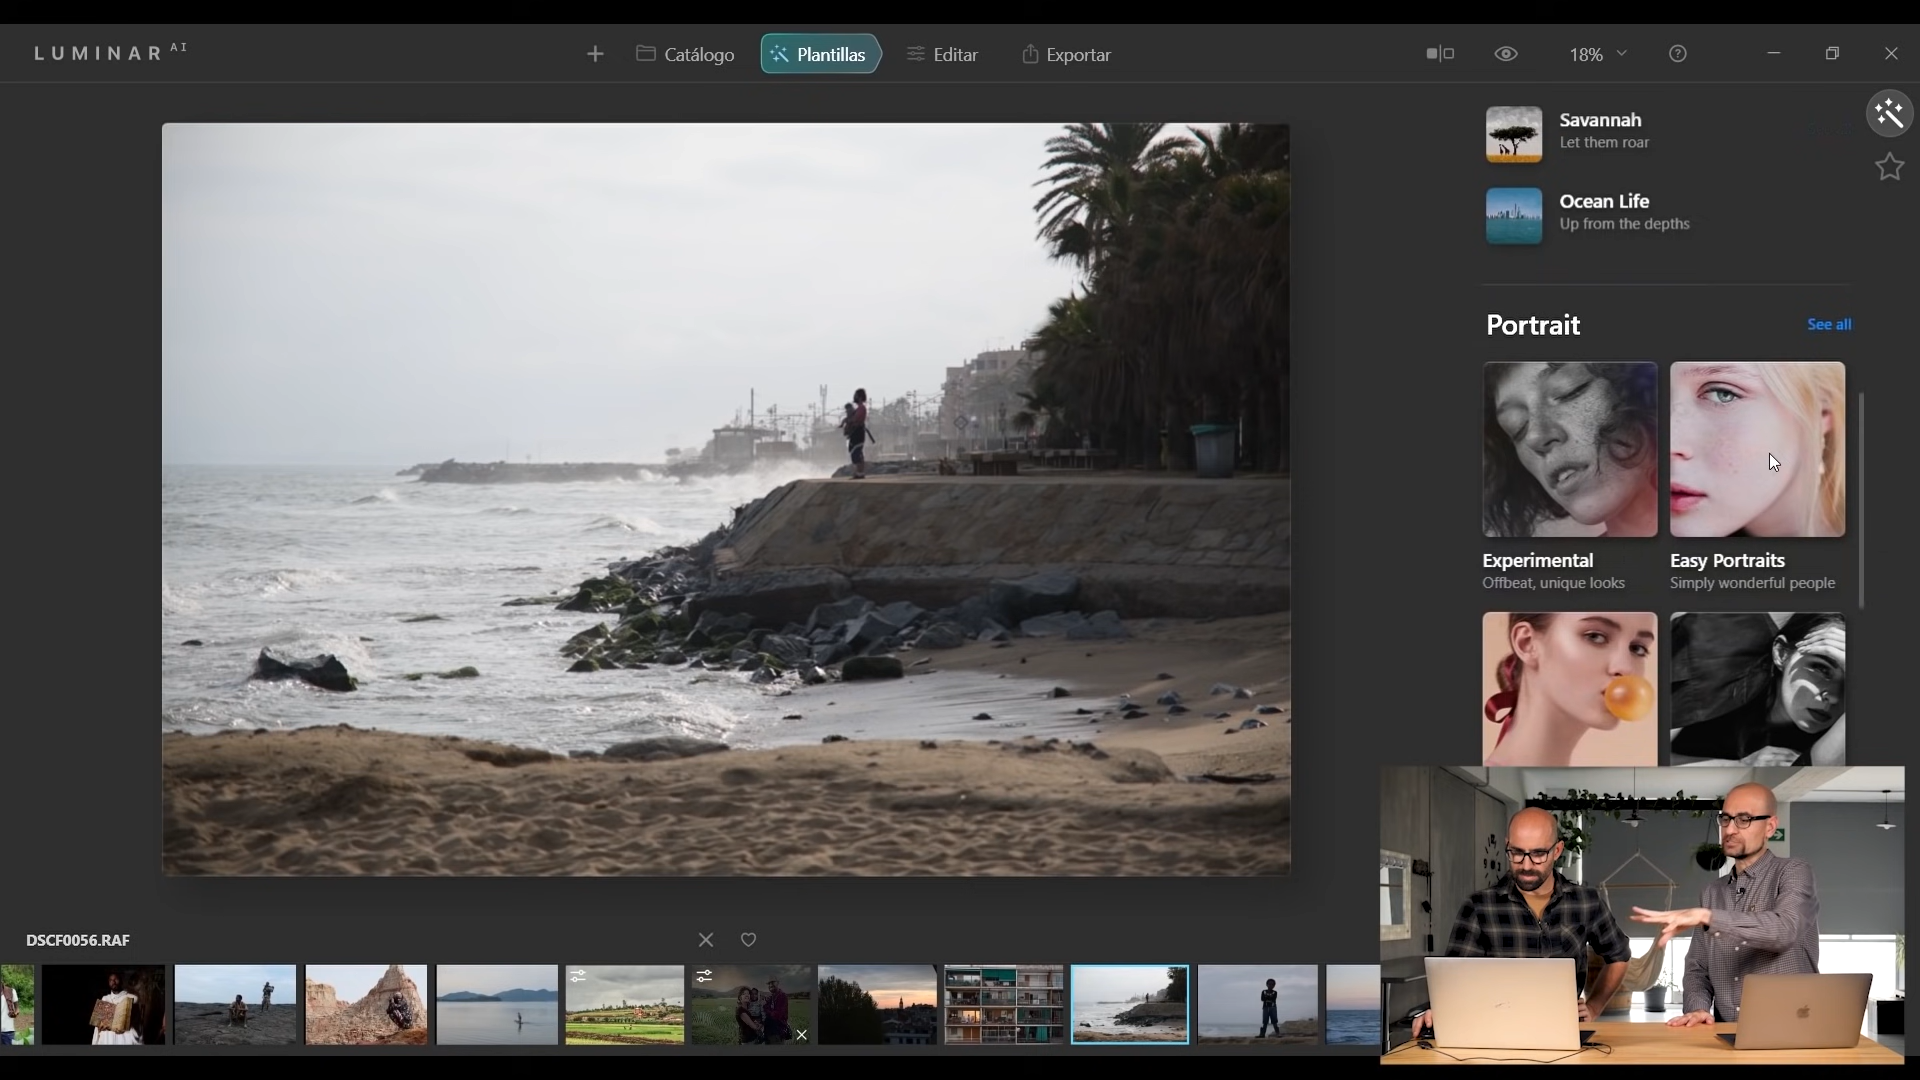 LUMINAR AI
Catálogo
Plantillas
Editar
Exportar
18%
Savannah
Let them roar
Ocean Life
Up from the depths
Portrait
See all
Experimental
Offbeat, unique looks
Easy Portraits
Simply wonderful people
DSCF0056.RAF